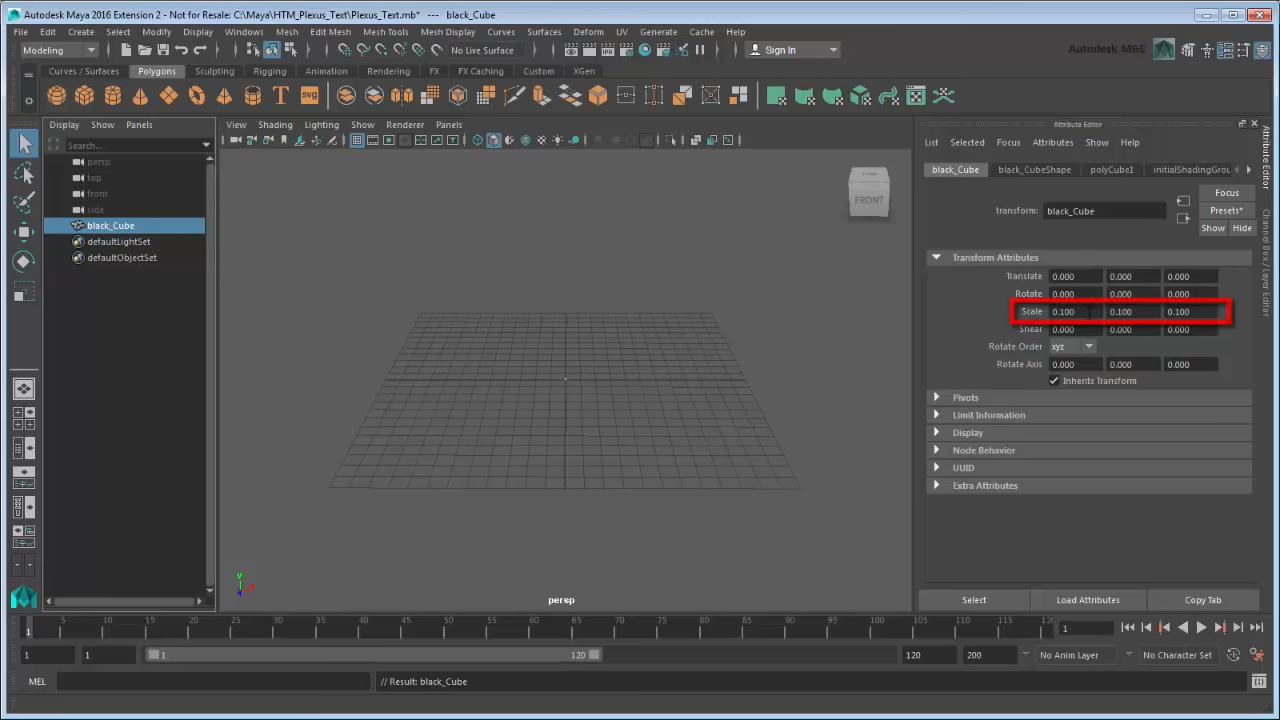 Autodesk Maya 2016 Extension 2 - Not for Resale: C:\Maya\HTM_Plexus_Text\Plexus_Text.mb* --- black_Cube
File Edit Create Select Modify Display Windows Mesh Edit Mesh Mesh Tools Mesh Display Curves Surfaces Deform UV Generate Cache Help
Modeling No Live Surface Sign In Autodesk M&E
Curves / Surfaces Polygons Sculpting Rigging Animation Rendering FX FX Caching Custom XGen
T SVG
Display Show Panels
View Shading Lighting Show Renderer Panels
Attribute Editor
List Selected Focus Attributes Show Help
Search...
persp
top
front
side
black_Cube
defaultLightSet
defaultObjectSet
FRONT
black_Cube black_CubeShape polyCube1 initialShadingGrou
Focus
transform: black_Cube
Presets*
Show Hide
Transform Attributes
Translate 0.000 0.000 0.000
Rotate 0.000 0.000 0.000
Scale 0.100 0.100 0.100
Shear 0.000 0.000 0.000
Rotate Order xyz
Rotate Axis 0.000 0.000 0.000
Inherits Transform
Pivots
Limit Information
Display
Node Behavior
UUID
Extra Attributes
Attribute Editor
Channel Box / Layer Editor
y
persp
Select Load Attributes Copy Tab
5 10 15 20 25 30 35 40 45 50 55 60 65 70 75 80 85 90 95 100 105 110 115 120
1 1
1 1 1 120 120 200 No Anim Layer No Character Set
MEL // Result: black_Cube